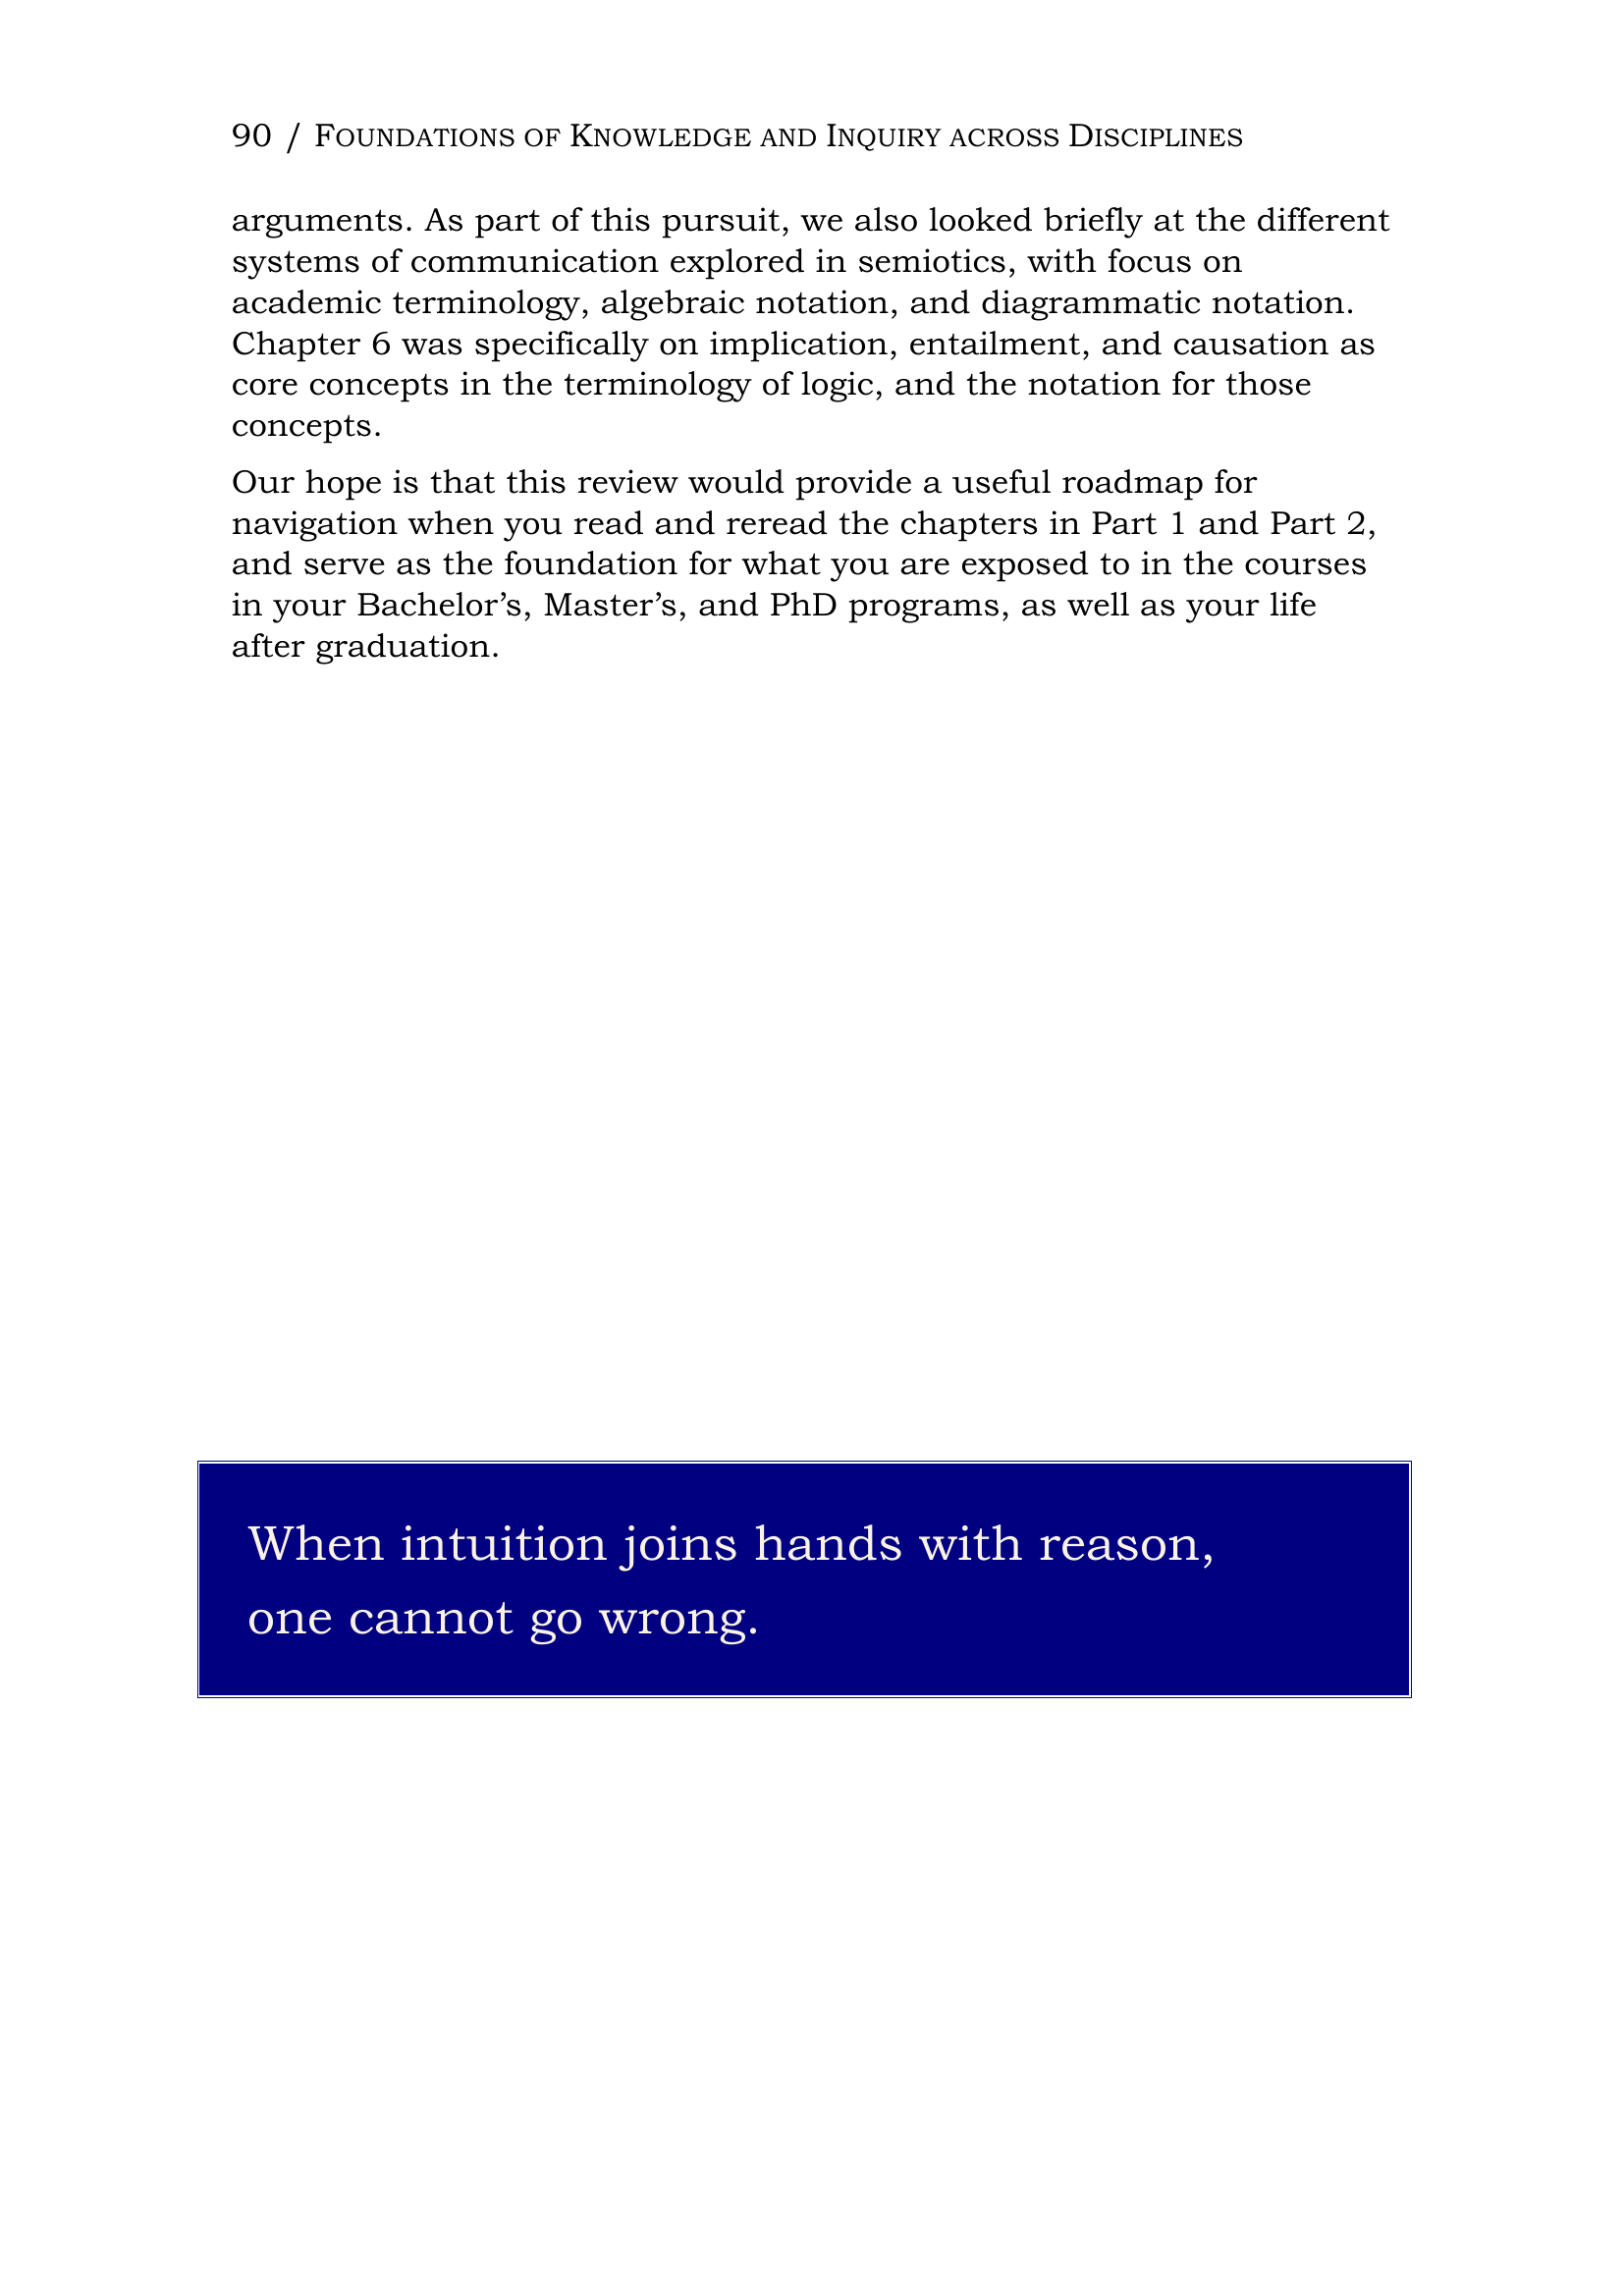 90 / Foundations of Knowledge and Inquiry across Disciplines
arguments. As part of this pursuit, we also looked briefly at the different
systems of communication explored in semiotics, with focus on
academic terminology, algebraic notation, and diagrammatic notation.
Chapter 6 was specifically on implication, entailment, and causation as
core concepts in the terminology of logic, and the notation for those
concepts.
Our hope is that this review would provide a useful roadmap for
navigation when you read and reread the chapters in Part 1 and Part 2,
and serve as the foundation for what you are exposed to in the courses
in your Bachelor’s, Master’s, and PhD programs, as well as your life
after graduation.
When intuition joins hands with reason,
one cannot go wrong.